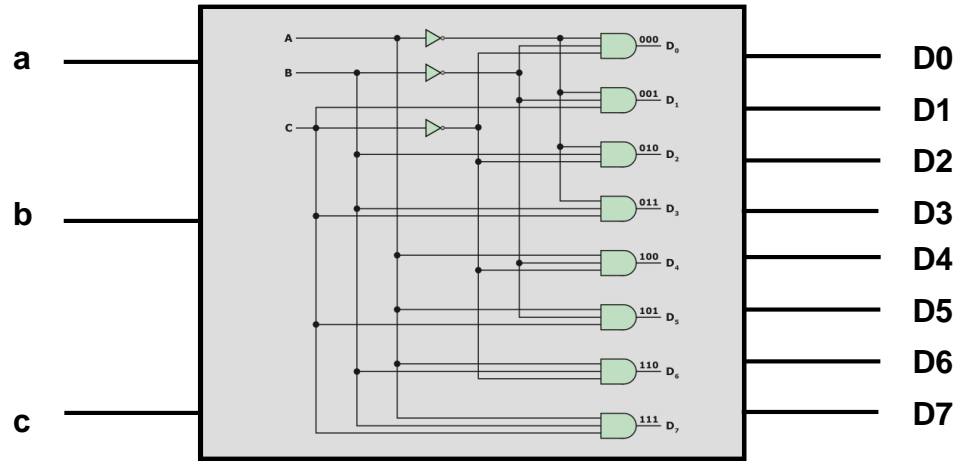 a
b
c
A
B
C
000
D₀
001
D₁
010
D₂
011
D₃
100
D₄
101
D₅
110
D₆
111
D₇
D0
D1
D2
D3
D4
D5
D6
D7